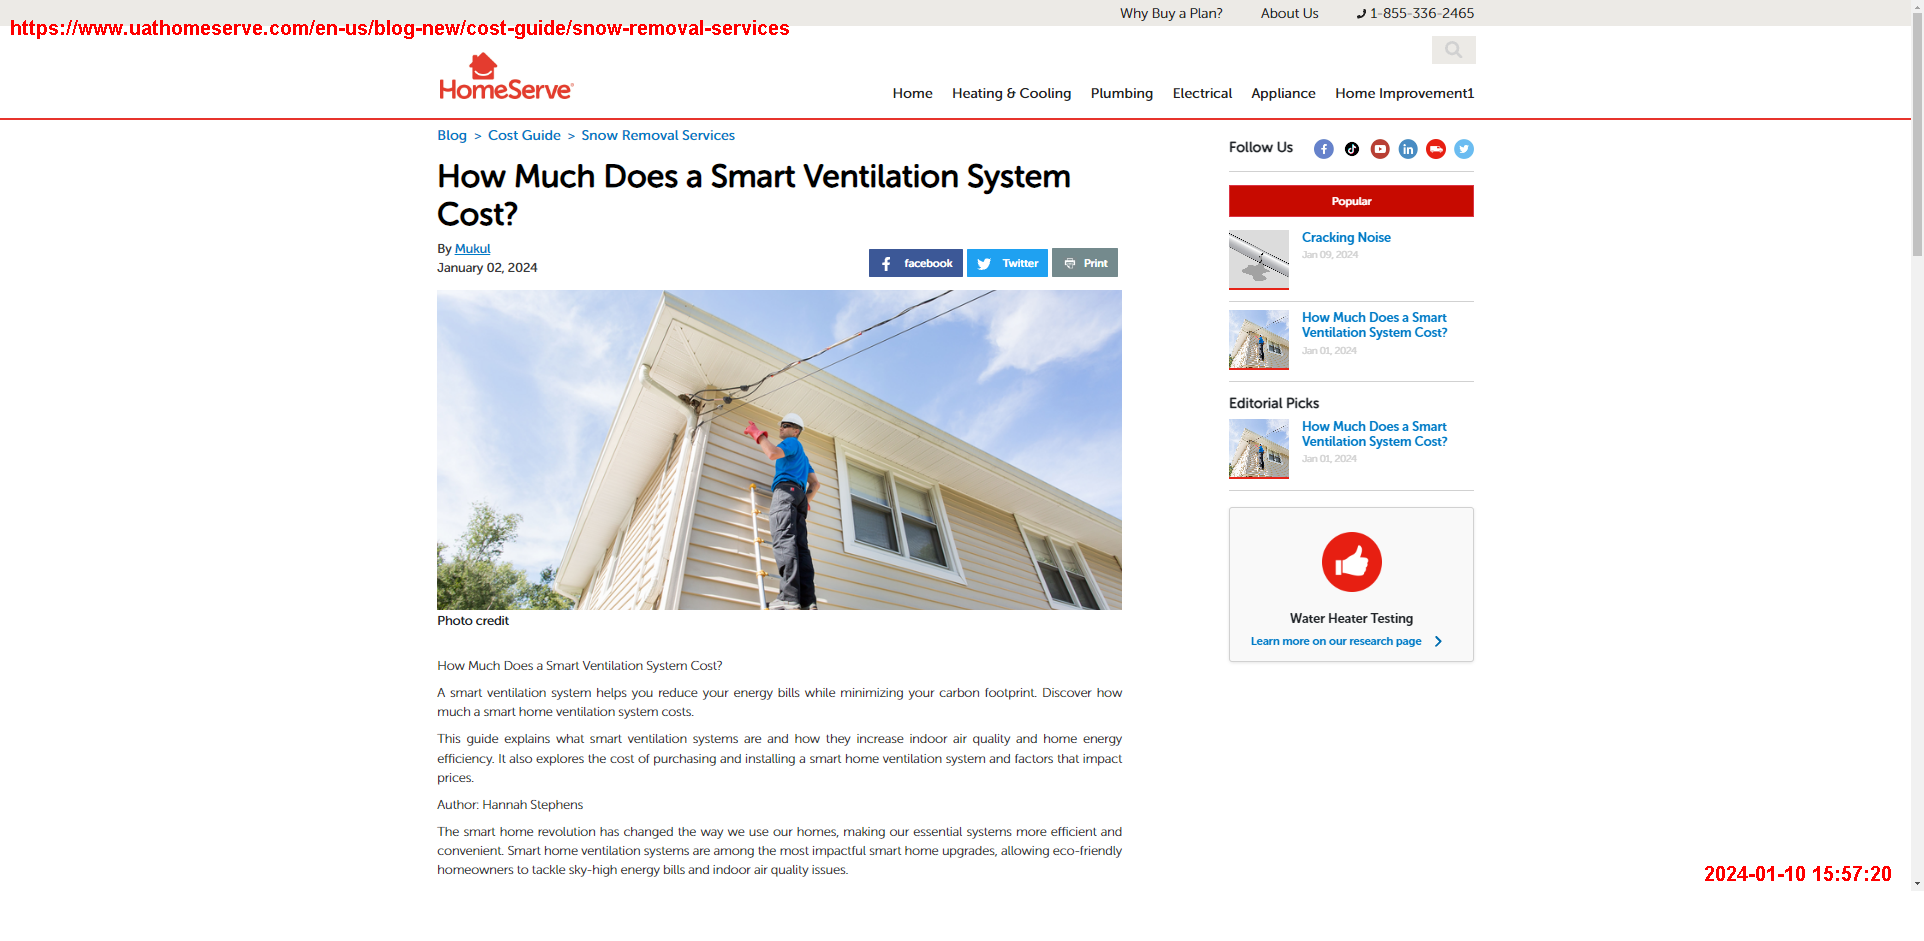 Why Buy a Plan? About Us 1-855-336-2465
https://www.uathomeserve.com/en-us/blog-new/cost-guide/snow-removal-services
HomeServe
Home Heating & Cooling Plumbing Electrical Appliance Home Improvement1
Blog > Cost Guide > Snow Removal Services
How Much Does a Smart Ventilation System
Cost?
By Mukul
January 02, 2024
facebook Twitter Print
Photo credit
How Much Does a Smart Ventilation System Cost?
A smart ventilation system helps you reduce your energy bills while minimizing your carbon footprint. Discover how
much a smart home ventilation system costs.
This guide explains what smart ventilation systems are and how they increase indoor air quality and home energy
efficiency. It also explores the cost of purchasing and installing a smart home ventilation system and factors that impact
prices.
Author: Hannah Stephens
The smart home revolution has changed the way we use our homes, making our essential systems more efficient and
convenient. Smart home ventilation systems are among the most impactful smart home upgrades, allowing eco-friendly
homeowners to tackle sky-high energy bills and indoor air quality issues.
Follow Us
Popular
Cracking Noise
Jan 09, 2024
How Much Does a Smart
Ventilation System Cost?
Jan 01, 2024
Editorial Picks
How Much Does a Smart
Ventilation System Cost?
Jan 01, 2024
Water Heater Testing
Learn more on our research page
2024-01-10 15:57:20